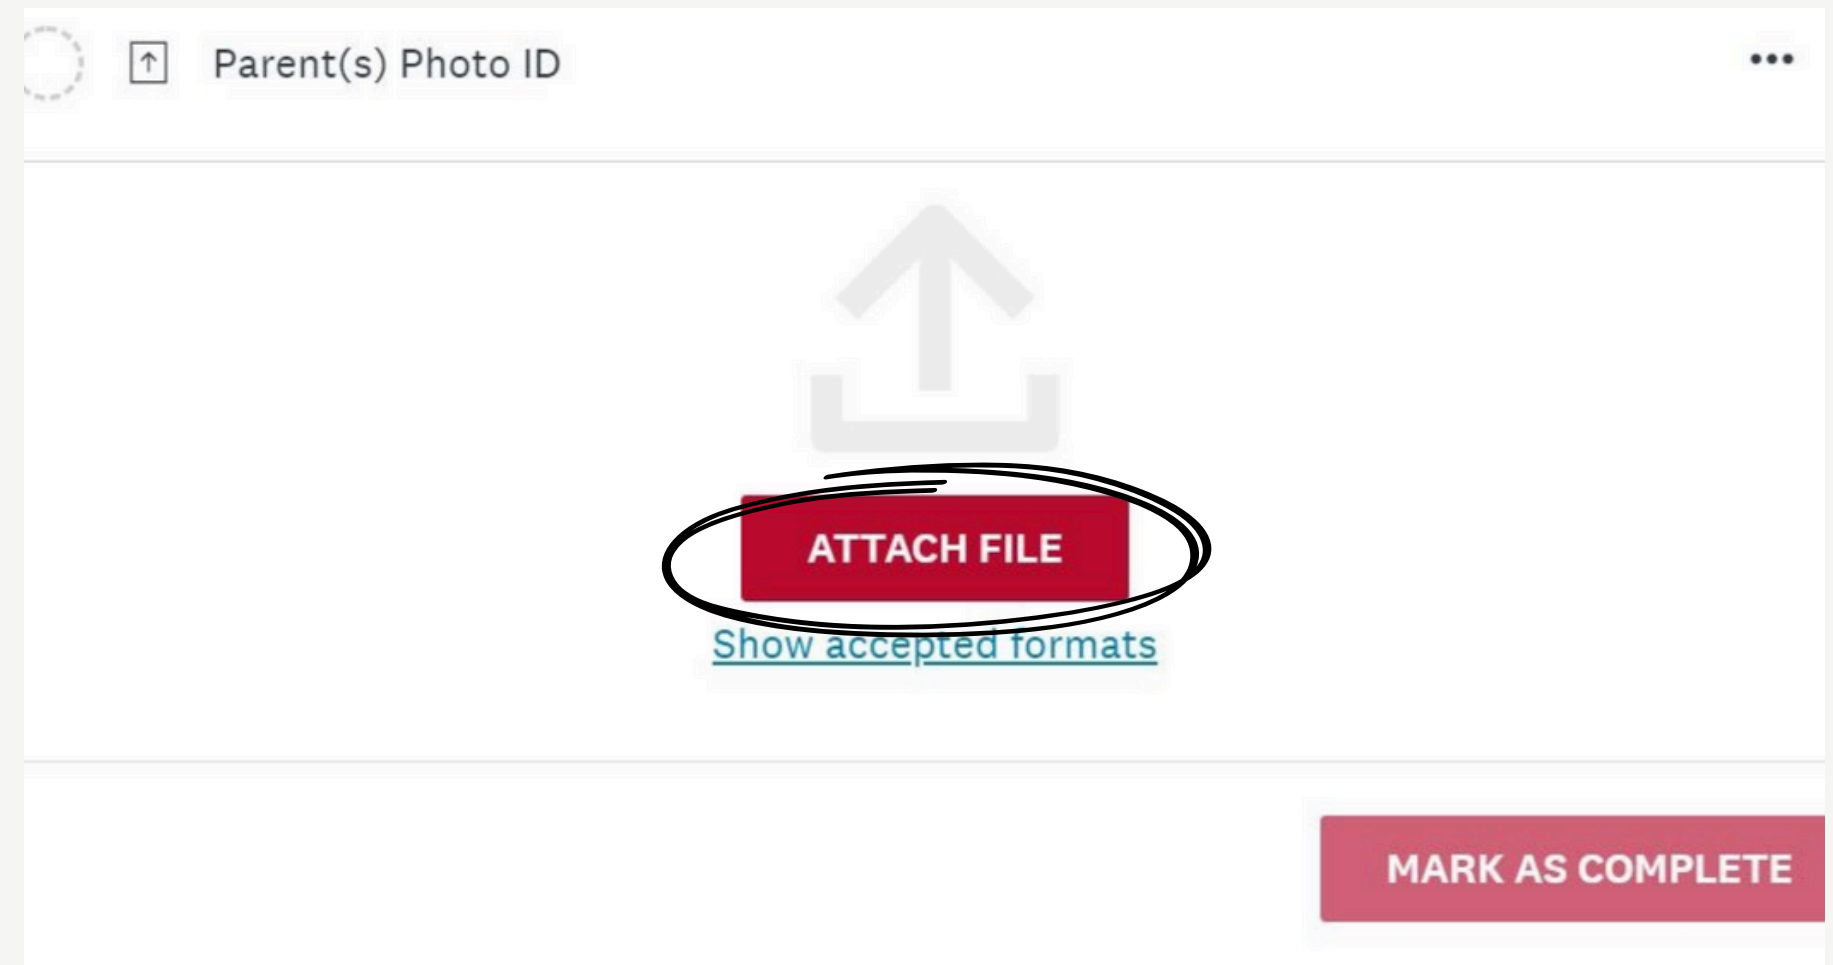 Parent(s) Photo ID
ATTACH FILE
Show accepted formats
MARK AS COMPLETE